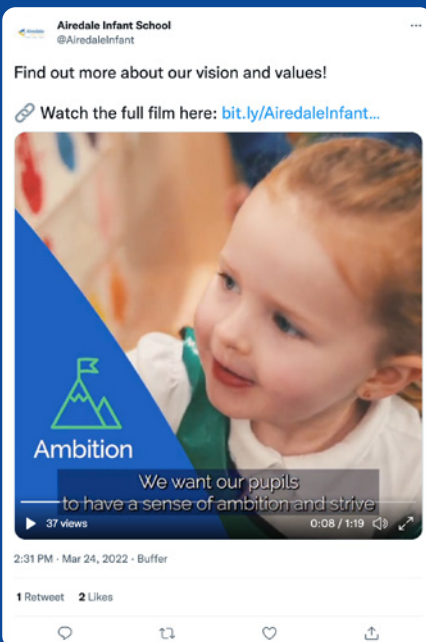 Airedale Infant School
@AiredaleInfant
Find out more about our vision and values!
Watch the full film here: bit.ly/AiredaleInfant...
Ambition
We want our pupils
to have a sense of ambition and strive
37 views
0:08 / 1:19
2:31 PM · Mar 24, 2022 · Buffer
1 Retweet 2 Likes